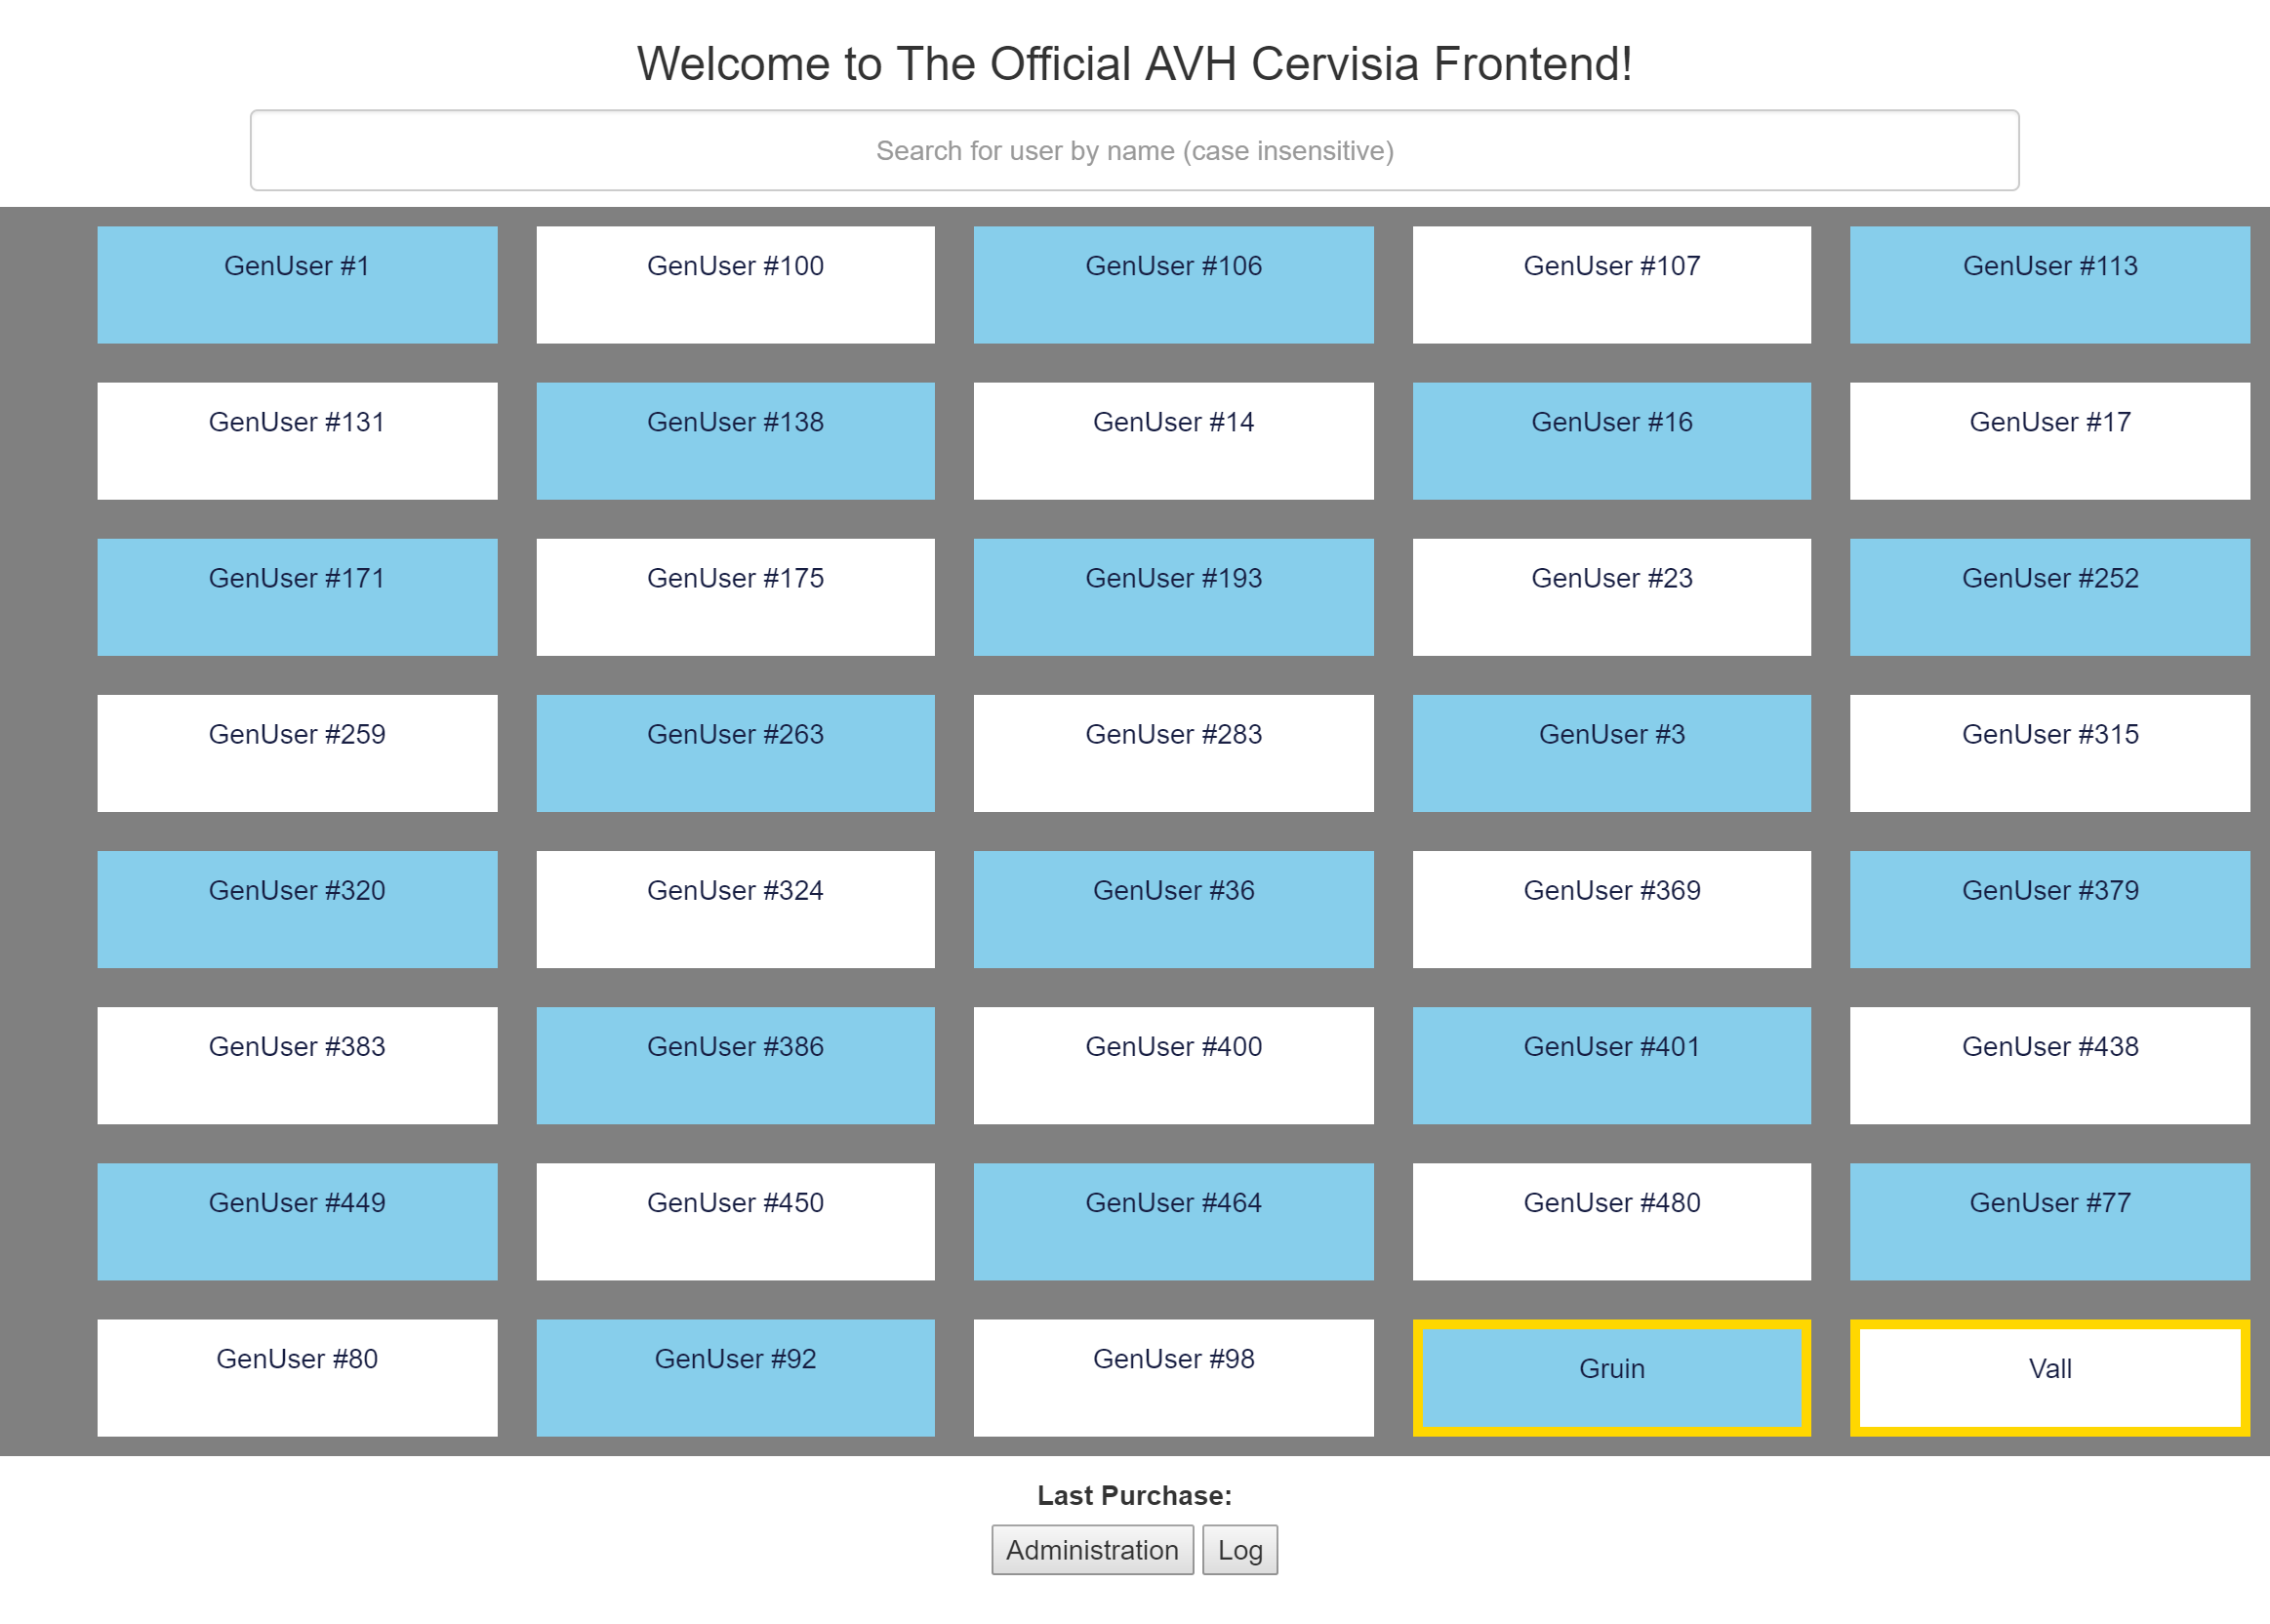 Welcome to The Official AVH Cervisia Frontend!
Search for user by name (case insensitive)
GenUser #1
GenUser #100
GenUser #106
GenUser #107
GenUser #113
GenUser #131
GenUser #138
GenUser #14
GenUser #16
GenUser #17
GenUser #171
GenUser #175
GenUser #193
GenUser #23
GenUser #252
GenUser #259
GenUser #263
GenUser #283
GenUser #3
GenUser #315
GenUser #320
GenUser #324
GenUser #36
GenUser #369
GenUser #379
GenUser #383
GenUser #386
GenUser #400
GenUser #401
GenUser #438
GenUser #449
GenUser #450
GenUser #464
GenUser #480
GenUser #77
GenUser #80
GenUser #92
GenUser #98
Gruin
Vall
Last Purchase:
Administration
Log